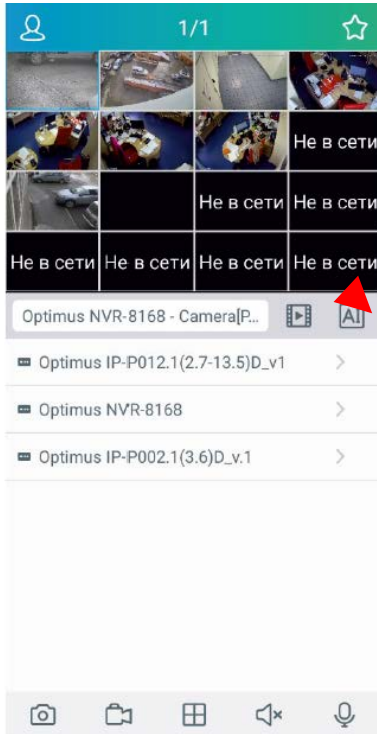 1/1
Не в сети
Не в сети Не в сети
Не в сети Не в сети Не в сети Не в сети
Optimus NVR-8168 - Camera[P... AI
Optimus IP-P012.1(2.7-13.5)D_v1
Optimus NVR-8168
Optimus IP-P002.1(3.6)D_v.1